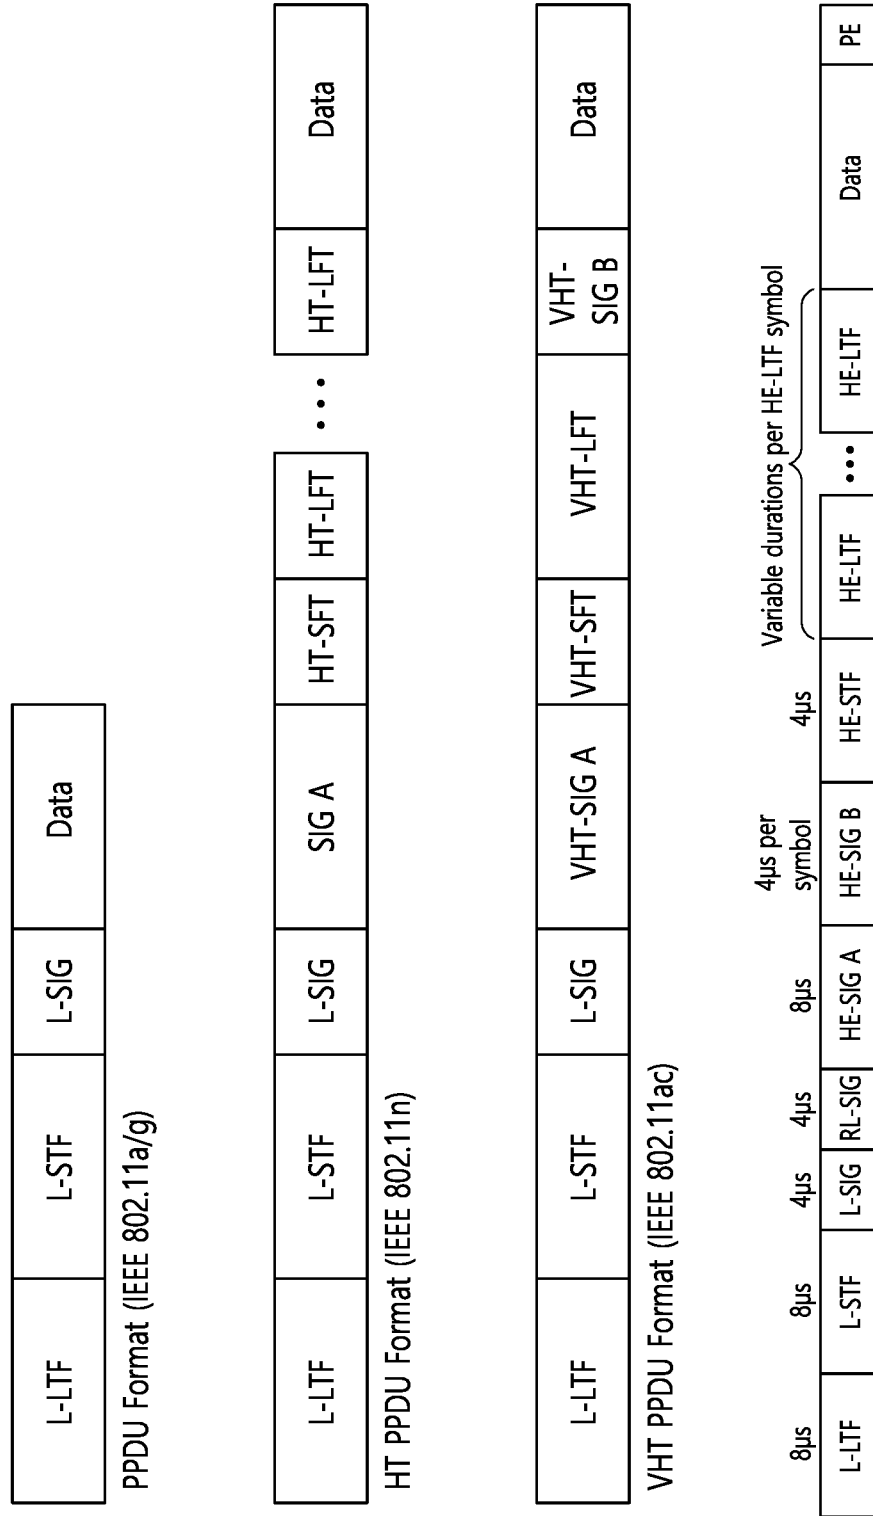 L-LTF
L-STF
L-SIG
Data
PPDU Format (IEEE 802.11a/g)
L-LTF
L-STF
L-SIG
SIG A
HT-SFT
HT-LFT
•••
HT-LFT
Data
HT PPDU Format (IEEE 802.11n)
L-LTF
L-STF
L-SIG
VHT-SIG A
VHT-SFT
VHT-LFT
VHT-
SIG B
Data
VHT PPDU Format (IEEE 802.11ac)
8μs
8μs
4μs
4μs
8μs
4μs per
symbol
4μs
Variable durations per HE-LTF symbol
L-LTF
L-STF
L-SIG
RL-SIG
HE-SIG A
HE-SIG B
HE-STF
HE-LTF
•••
HE-LTF
Data
PE